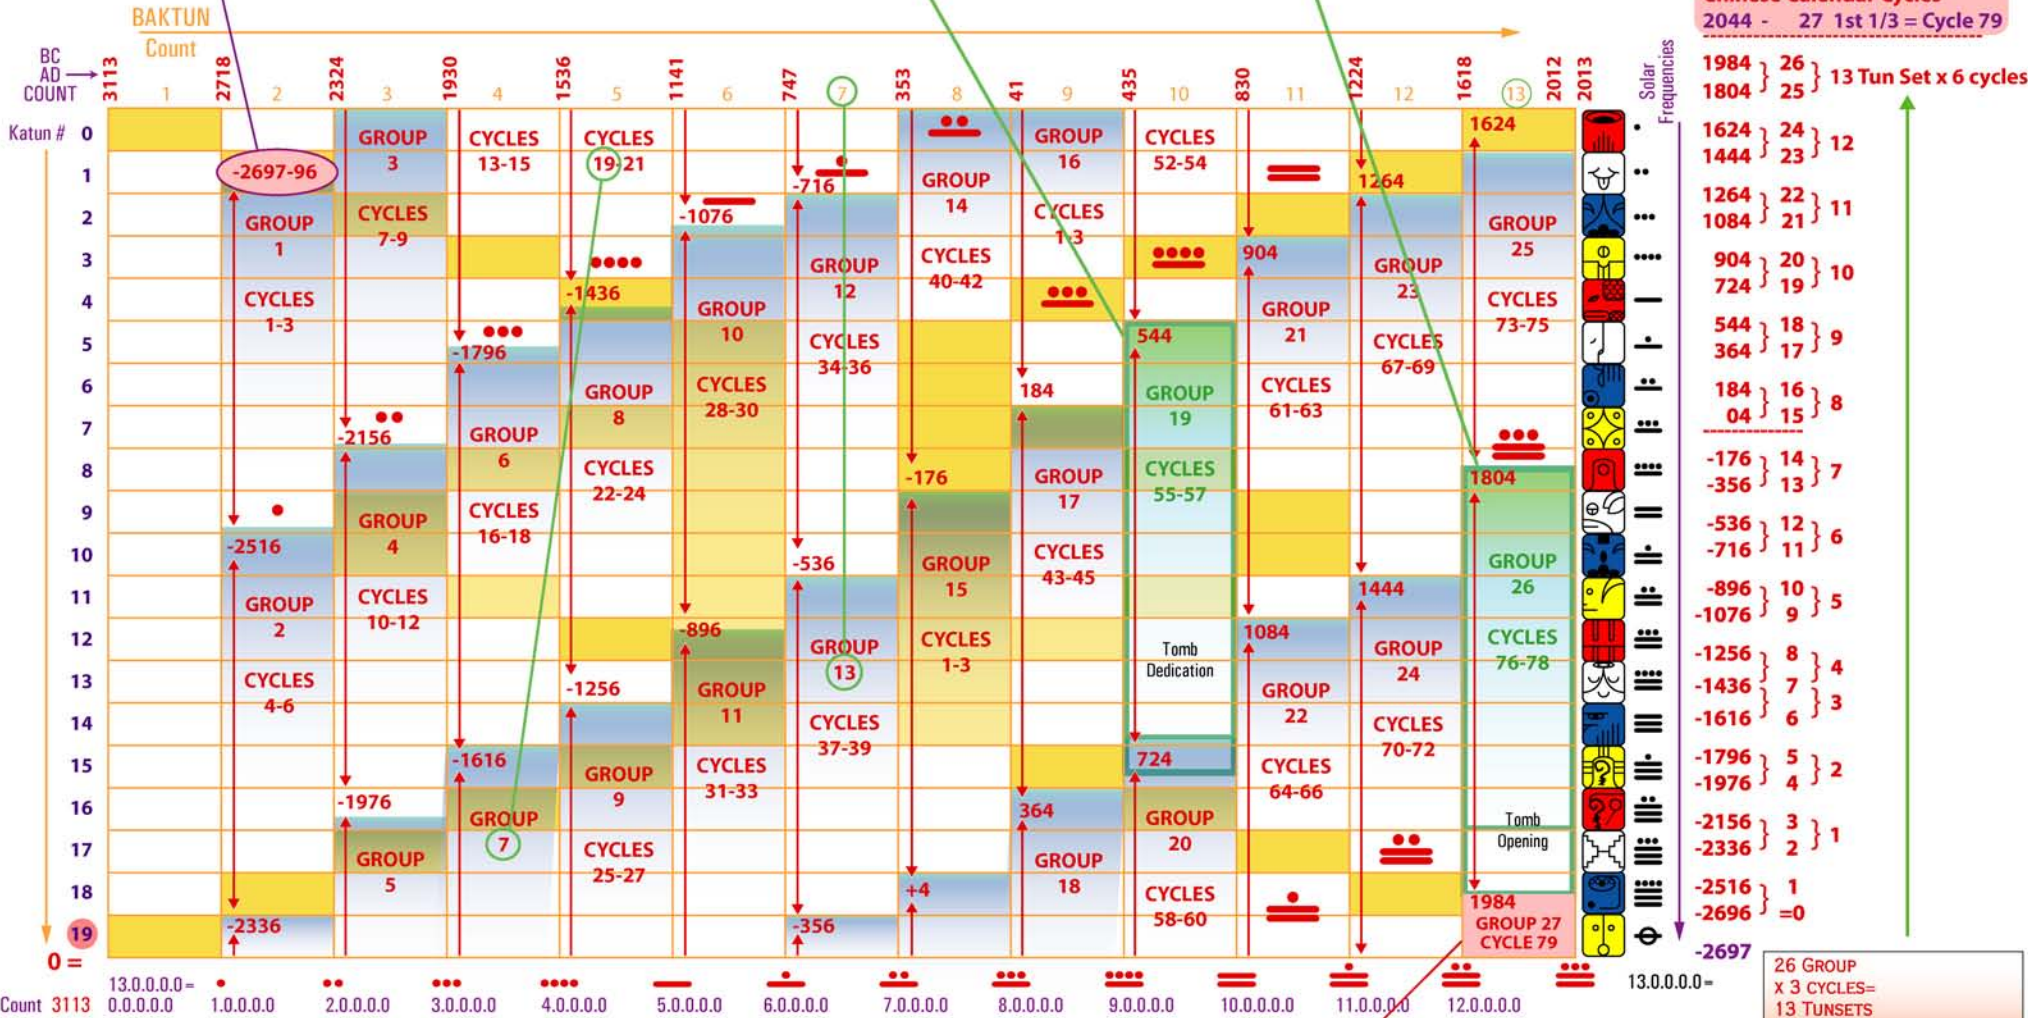 BAKTUN
Count
BC
AD
COUNT
3113 2718 2324 1930 1536 1141 747 353 41 435 830 1224 1618 2012 2013
1 2 3 4 5 6 7 8 9 10 11 12 13
Katun #
0
1
2
3
4
5
6
7
8
9
10
11
12
13
14
15
16
17
18
19
0 =
-2697-96
GROUP
1
CYCLES
1-3
-2516
GROUP
2
CYCLES
4-6
-2336
GROUP
3
CYCLES
7-9
-2156
GROUP
4
CYCLES
10-12
-1976
GROUP
5
CYCLES
13-15
-1796
GROUP
6
CYCLES
16-18
-1616
GROUP
7
CYCLES
19-21
-1436
GROUP
8
CYCLES
22-24
-1256
GROUP
9
CYCLES
25-27
-1076
GROUP
10
CYCLES
28-30
-896
GROUP
11
CYCLES
31-33
-716
GROUP
12
CYCLES
34-36
-536
GROUP
13
CYCLES
37-39
-356
GROUP
14
CYCLES
40-42
-176
GROUP
15
CYCLES
1-3
+4
GROUP
16
CYCLES
1-3
184
GROUP
17
CYCLES
43-45
364
GROUP
18
CYCLES
52-54
544
GROUP
19
CYCLES
55-57
Tomb
Dedication
724
GROUP
20
CYCLES
58-60
904
GROUP
21
CYCLES
61-63
1084
GROUP
22
CYCLES
64-66
1264
GROUP
23
CYCLES
67-69
1444
GROUP
24
CYCLES
70-72
1624
GROUP
25
CYCLES
73-75
1804
GROUP
26
CYCLES
76-78
Tomb
Opening
1984
GROUP 27
CYCLE 79
13.0.0.0.0=
Count 3113 0.0.0.0.0 1.0.0.0.0 2.0.0.0.0 3.0.0.0.0 4.0.0.0.0 5.0.0.0.0 6.0.0.0.0 7.0.0.0.0 8.0.0.0.0 9.0.0.0.0 10.0.0.0.0 11.0.0.0.0 12.0.0.0.0
13.0.0.0.0=
Solar
Frequencies
Chinese Calendar Cycles
2044 - 27 1st 1/3 = Cycle 79
1984 } 26 } 13 Tun Set x 6 cycles
1804 25
1624 } 24 } 12
1444 23
1264 } 22 } 11
1084 21
904 } 20 } 10
724 19
544 } 18 } 9
364 17
184 } 16 } 8
04 15
-176 } 14 } 7
-356 13
-536 } 12 } 6
-716 11
-896 } 10 } 5
-1076 9
-1256 } 8 } 4
-1436 } 7 } 3
-1616 6
-1796 } 5 } 2
-1976 4
-2156 } 3 } 1
-2336 2
-2516 } 1
-2696 =0
-2697
26 GROUP
x 3 CYCLES=
13 TUNSETS